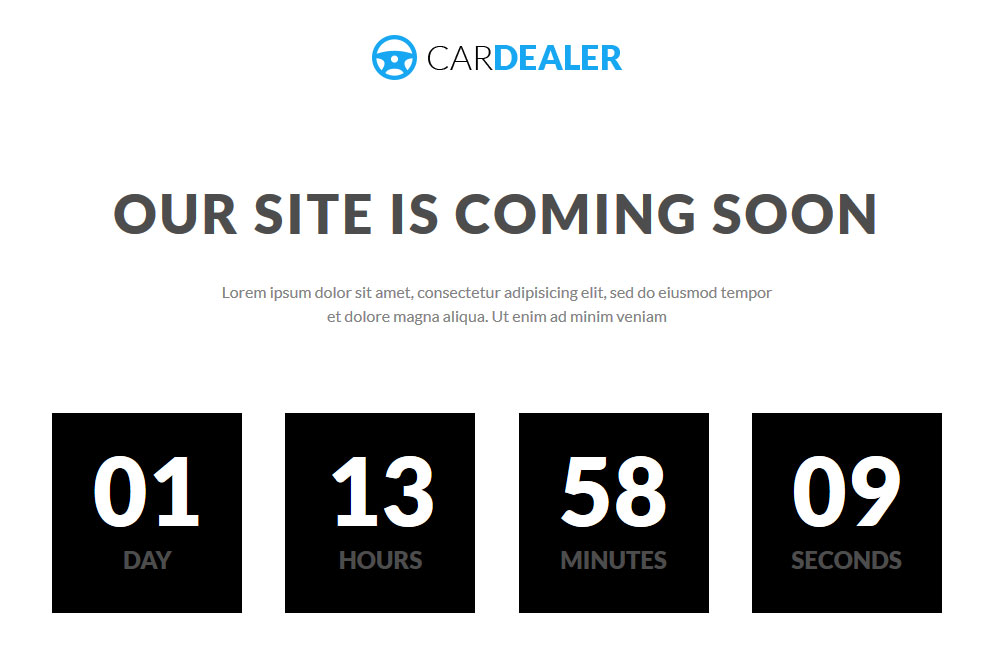 CARDEALER
OUR SITE IS COMING SOON
Lorem ipsum dolor sit amet, consectetur adipisicing elit, sed do eiusmod tempor
et dolore magna aliqua. Ut enim ad minim veniam
01 13 58 09
DAY HOURS MINUTES SECONDS